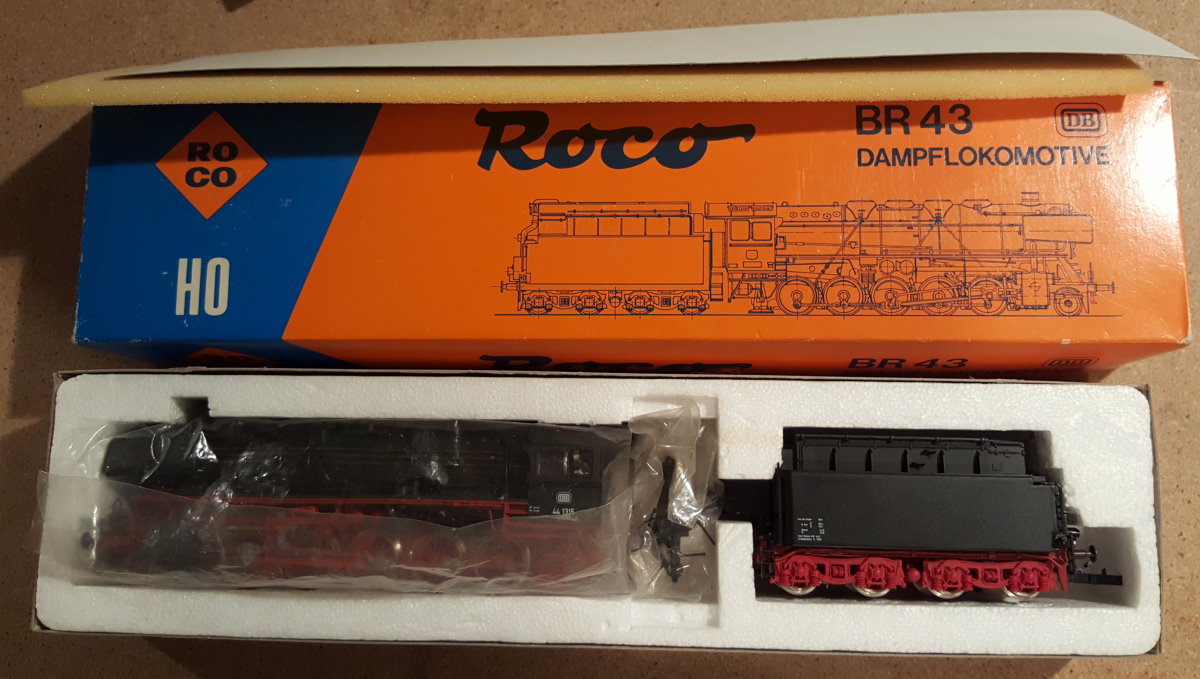 RO
CO
HO
Roco
BR 43
DB
DAMPFLOKOMOTIVE
Roco
BR 43
DB
DB
44 1315